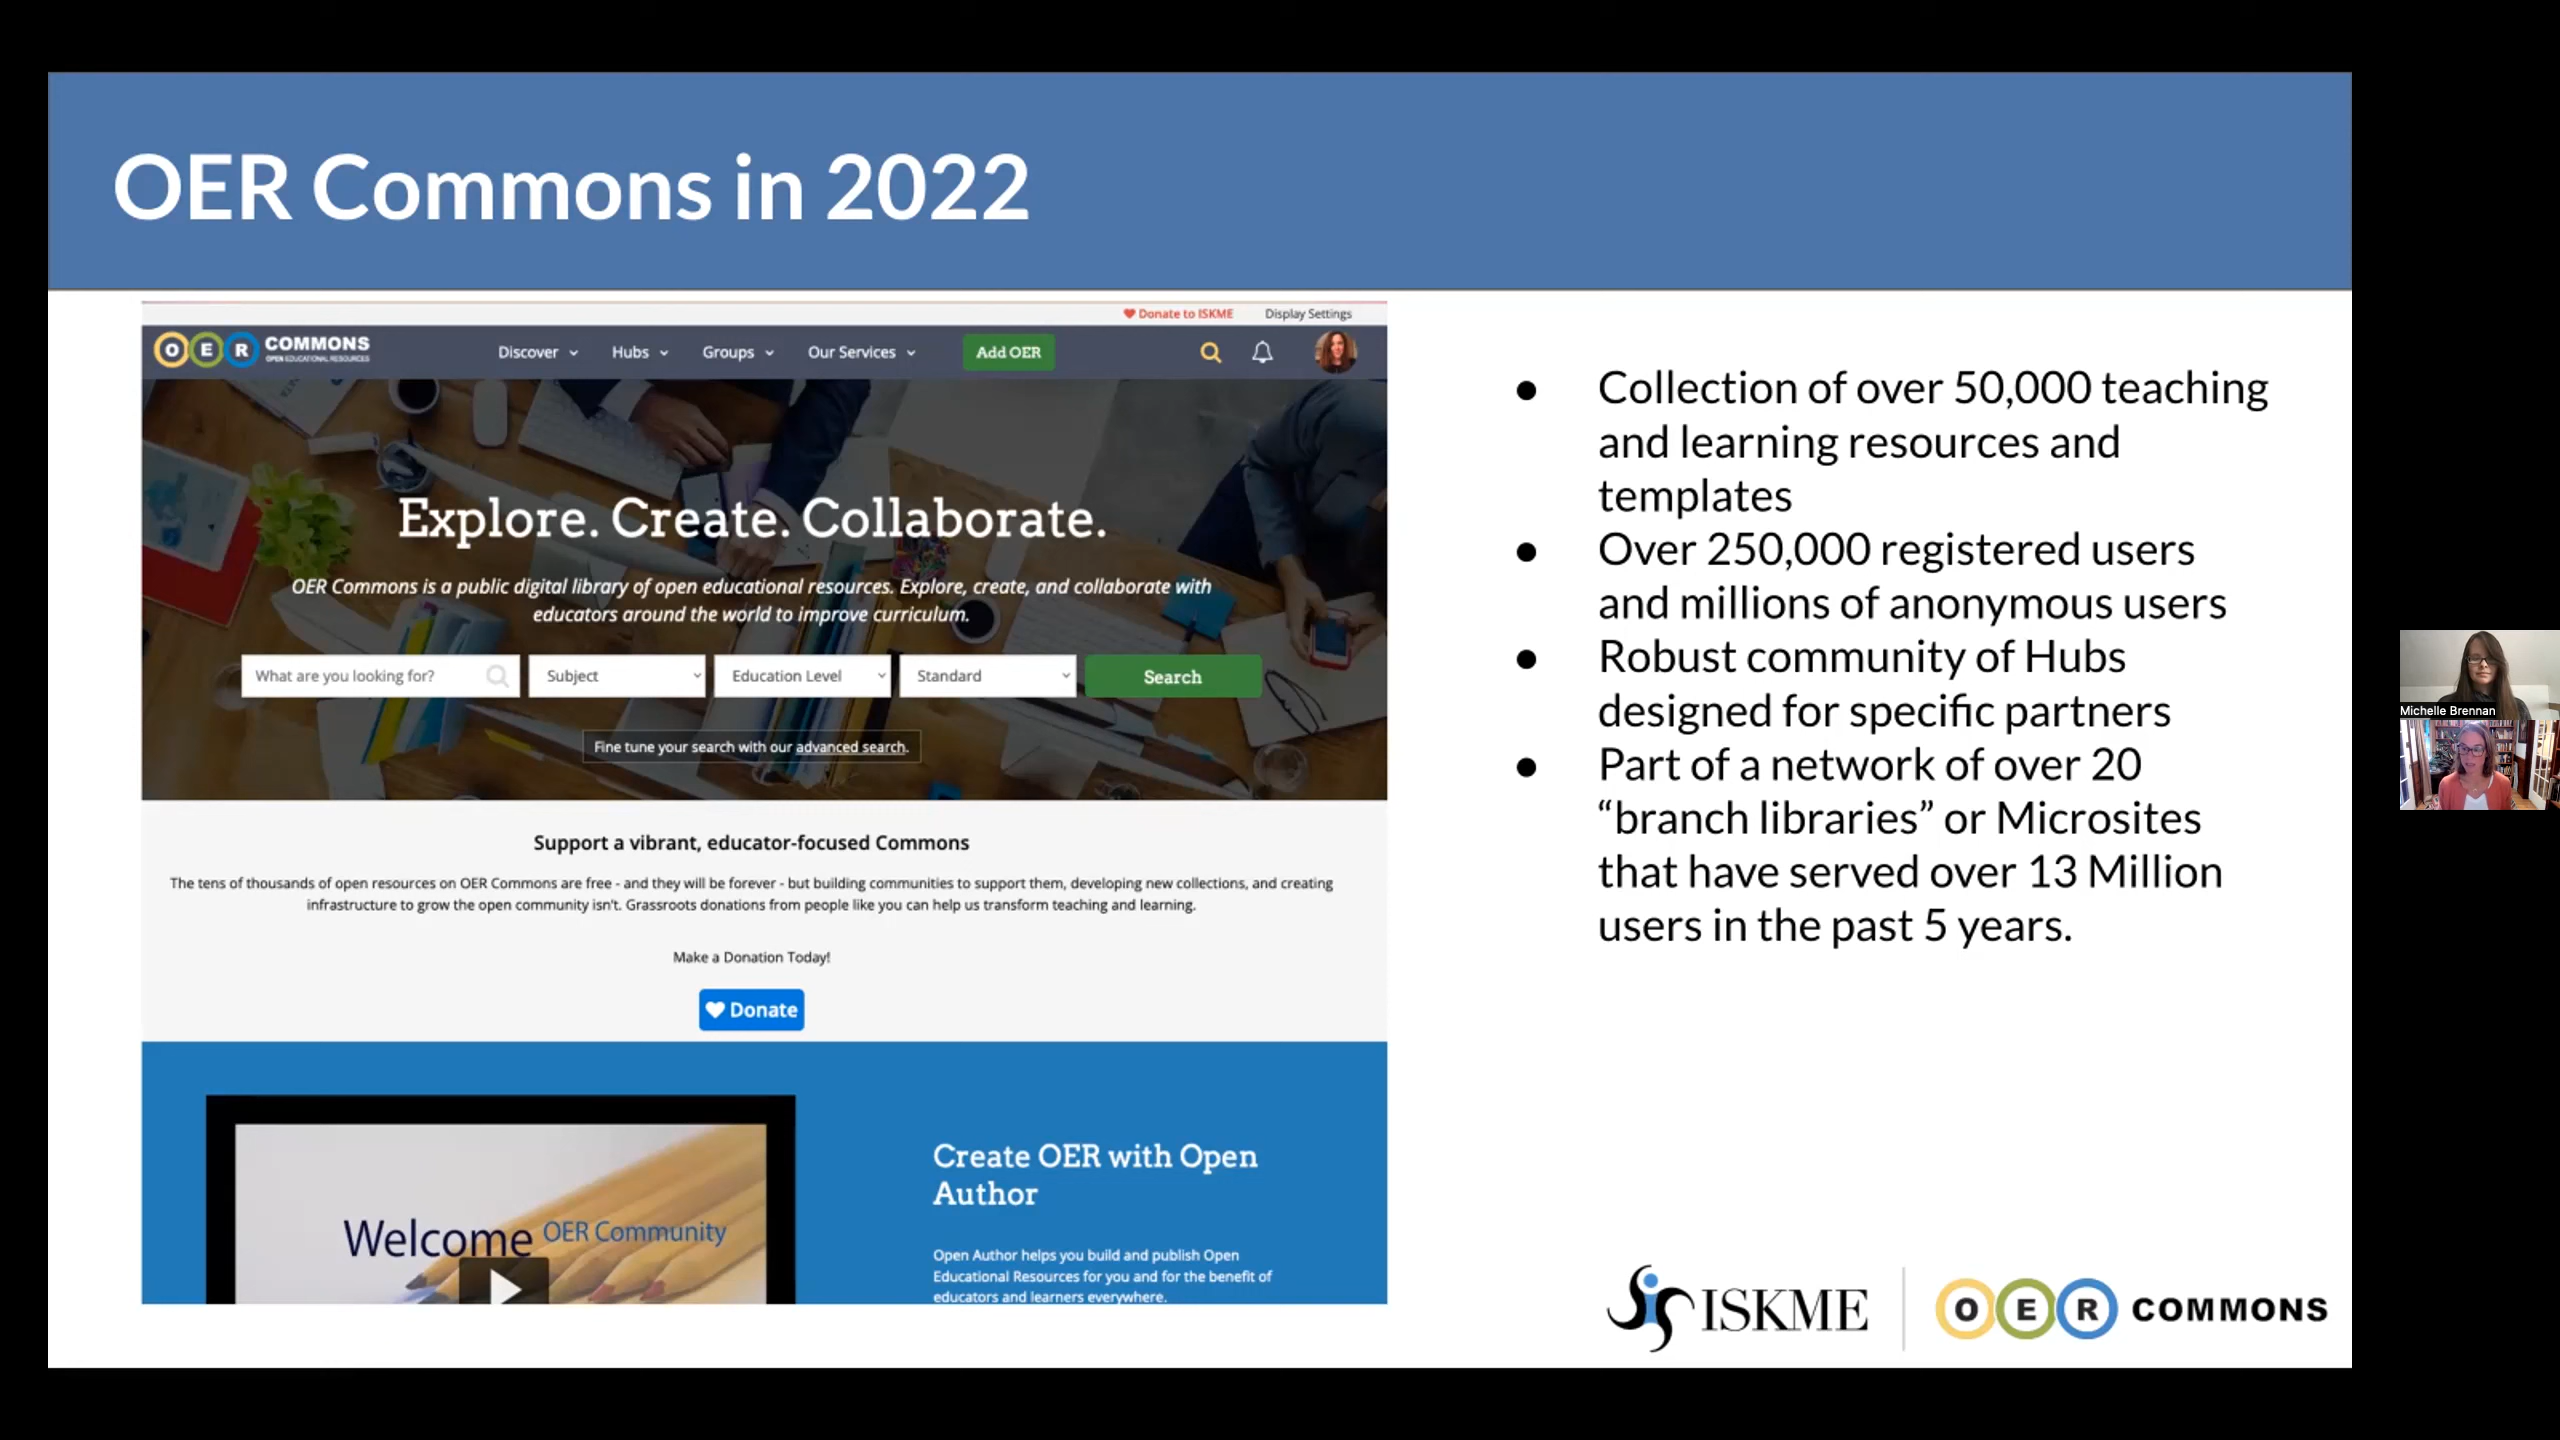 OER Commons in 2022
Donate to ISKME
Display Settings
O E R COMMONS
OPEN EDUCATIONAL RESOURCES
Discover
Hubs
Groups
Our Services
Add OER
Explore. Create. Collaborate.
OER Commons is a public digital library of open educational resources. Explore, create, and collaborate with
educators around the world to improve curriculum.
What are you looking for?
Subject
Education Level
Standard
Search
Fine tune your search with our advanced search.
Support a vibrant, educator-focused Commons
The tens of thousands of open resources on OER Commons are free - and they will be forever - but building communities to support them, developing new collections, and creating
infrastructure to grow the open community isn't. Grassroots donations from people like you can help us transform teaching and learning.
Make a Donation Today!
Donate
Welcome OER Community
Create OER with Open
Author
Open Author helps you build and publish Open
Educational Resources for you and for the benefit of
educators and learners everywhere.
● Collection of over 50,000 teaching
and learning resources and
templates
● Over 250,000 registered users
and millions of anonymous users
● Robust community of Hubs
designed for specific partners
● Part of a network of over 20
“branch libraries” or Microsites
that have served over 13 Million
users in the past 5 years.
ISKME
O E R COMMONS
Michelle Brennan